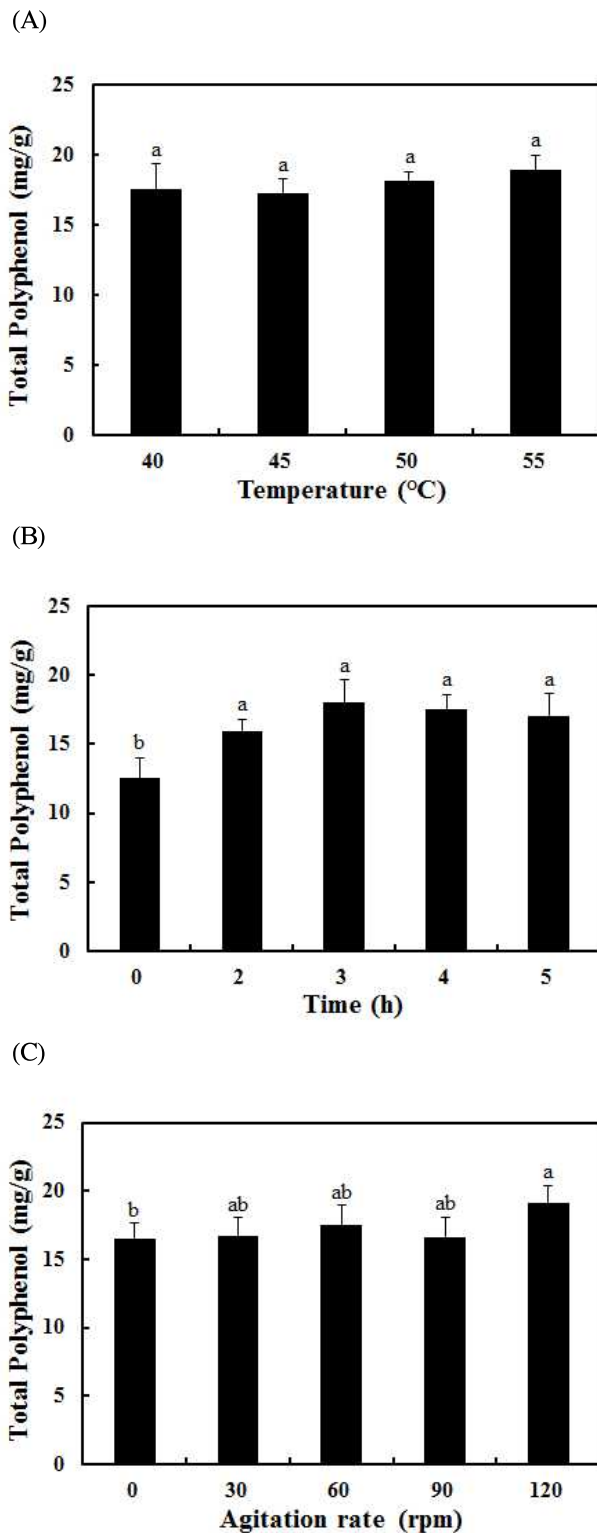 (A)
25
20
15
10
5
0
Total Polyphenol (mg/g)
a a a a
40 45 50 55
Temperature (°C)
(B)
25
20
15
10
5
0
Total Polyphenol (mg/g)
b a a a a
0 2 3 4 5
Time (h)
(C)
25
20
15
10
5
0
Total Polyphenol (mg/g)
b ab ab ab a
0 30 60 90 120
Agitation rate (rpm)